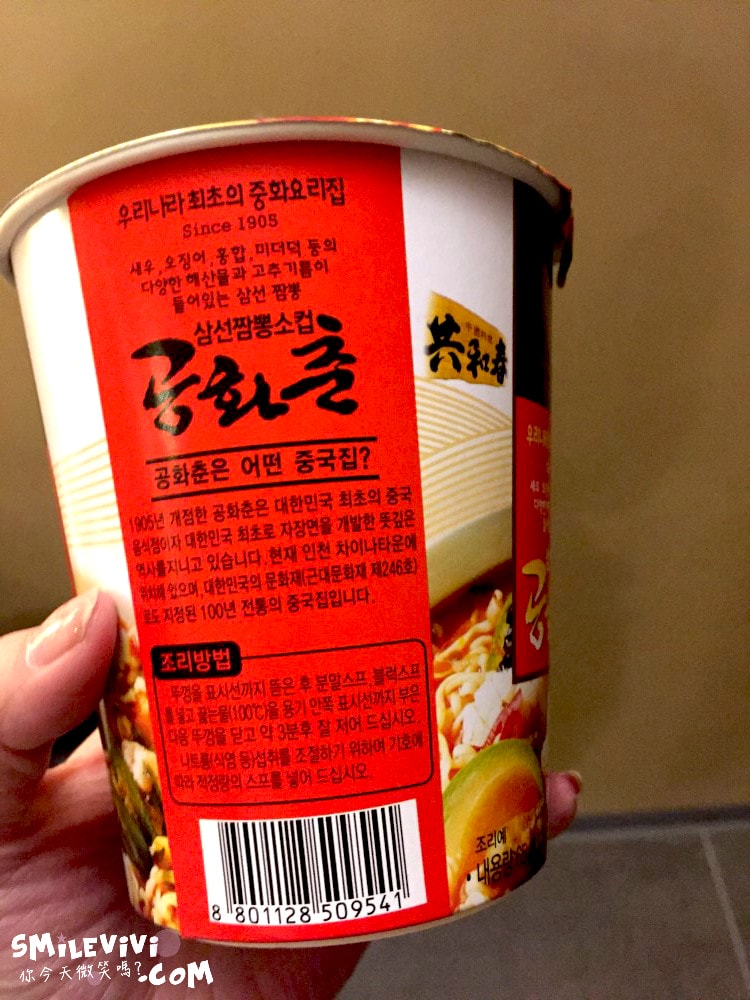 우리나라 최초의 중화요리집
Since 1905
새우, 오징어, 홍합, 미더덕 등의
다양한 해산물과 고추기름이
들어있는 삼선 짬뽕
삼선짬뽕소컵
공화춘
공화춘은 어떤 중국집?
1905년 개점한 공화춘은 대한민국 최초의 중국
음식점이자 대한민국 최초로 자장면을 개발한 뜻깊은
역사를 지니고 있습니다. 현재 인천 차이나타운에
위치해 있으며, 대한민국의 문화재(근대문화재 제246호)
로도 지정된 100년 전통의 중국집입니다.
조리방법
뚜껑을 표시선까지 뜯은 후 분말스프, 블럭스프
를 넣고 끓는물(100℃)을 용기 안쪽 표시선까지 부은
다음 뚜껑을 닫고 약 3분후 잘 저어 드십시오.
나트륨(식염 등)섭취를 조절하기 위하여 기호에
따라 적정량의 스프를 넣어 드십시오.
8 801128 509541
共和春
조리예
내용량
SMiLEViVi
你今天微笑嗎?
.COM